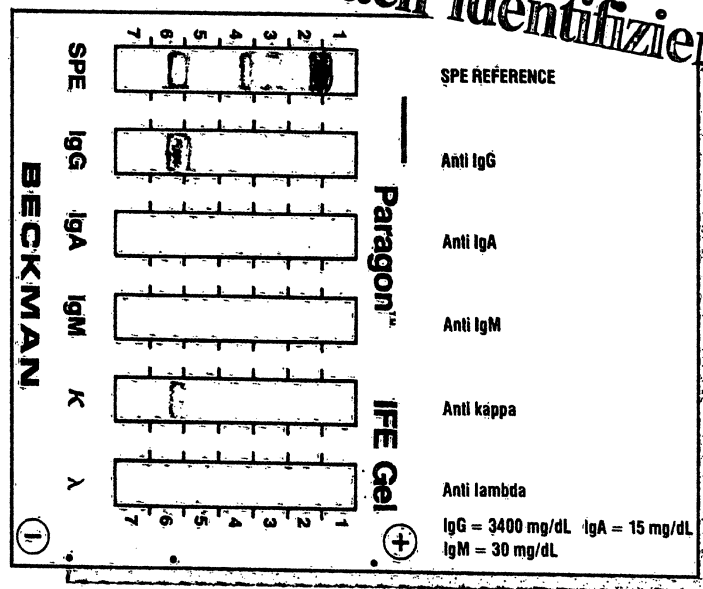 identifizier
SPE 7 6 5 4 3 2 1 SPE REFERENCE
IgG Anti IgG
IgA Anti IgA
IgM Anti IgM
K Anti kappa
λ Anti lambda
7 6 5 4 3 2 1
BECKMAN
Paragon™ IFE Gel
IgG = 3400 mg/dL IgA = 15 mg/dL
IgM = 30 mg/dL
(−) (+)